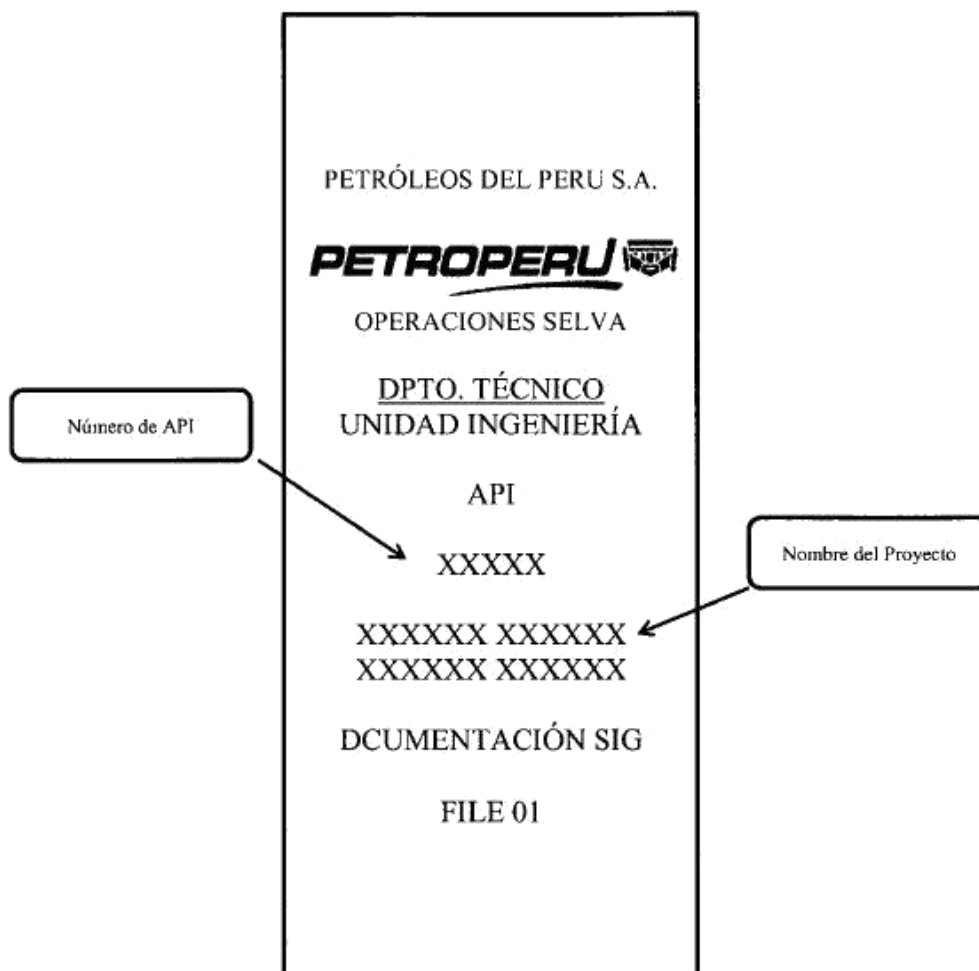 PETRÓLEOS DEL PERU S.A.
PETROPERU
OPERACIONES SELVA
DPTO. TÉCNICO
UNIDAD INGENIERÍA
Número de API
API
XXXXX
Nombre del Proyecto
XXXXXX XXXXXX
XXXXXX XXXXXX
DCUMENTACIÓN SIG
FILE 01